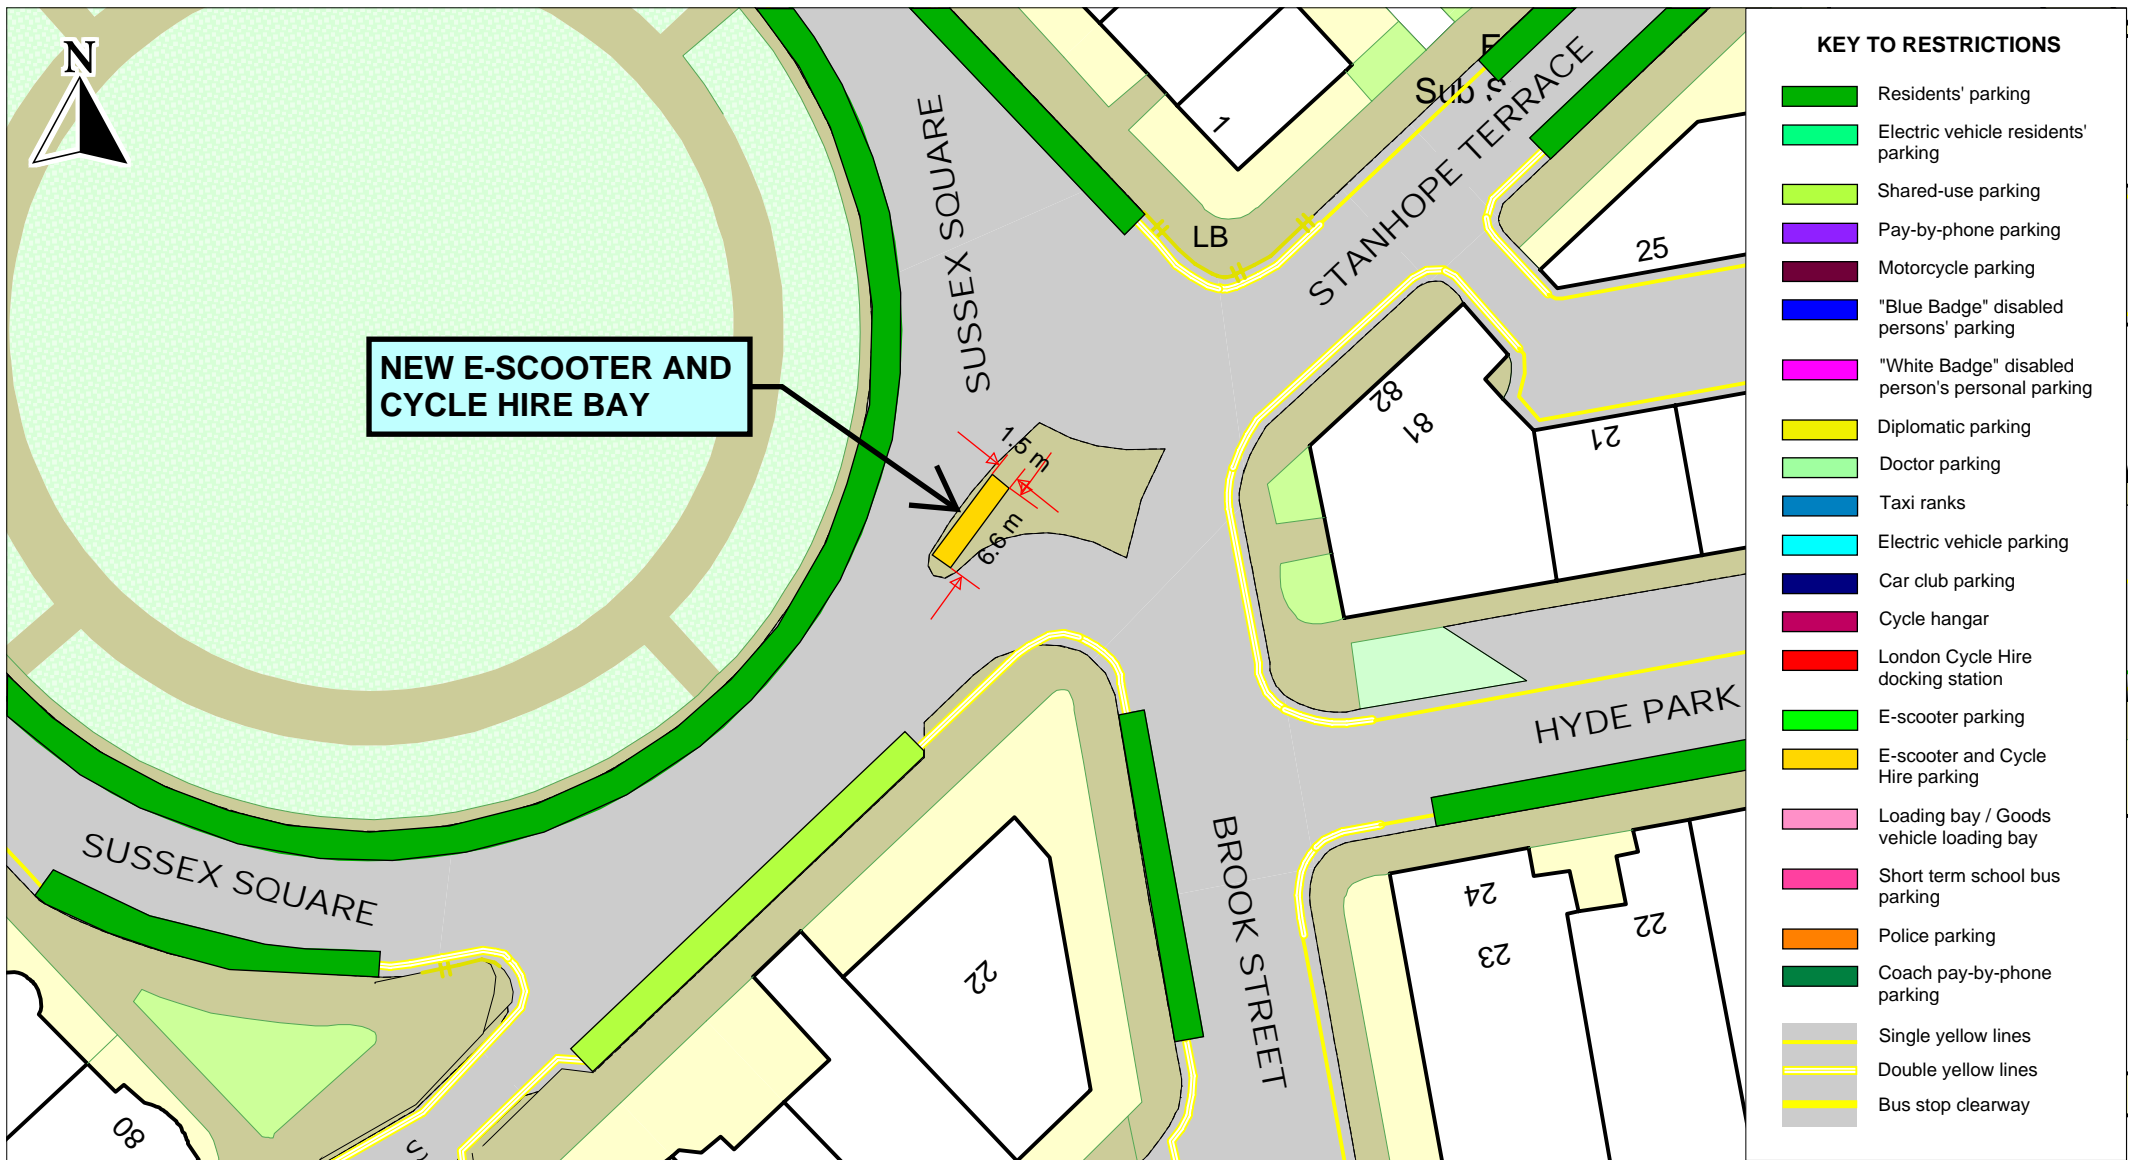 N
NEW E-SCOOTER AND
CYCLE HIRE BAY
SUSSEX SQUARE
1
LB
Sub
STANHOPE TERRACE
25
82
81
21
1.5 m
6.6 m
HYDE PARK
SUSSEX SQUARE
BROOK STREET
22
24
23
22
80
KEY TO RESTRICTIONS
Residents' parking
Electric vehicle residents'
parking
Shared-use parking
Pay-by-phone parking
Motorcycle parking
"Blue Badge" disabled
persons' parking
"White Badge" disabled
person's personal parking
Diplomatic parking
Doctor parking
Taxi ranks
Electric vehicle parking
Car club parking
Cycle hangar
London Cycle Hire
docking station
E-scooter parking
E-scooter and Cycle
Hire parking
Loading bay / Goods
vehicle loading bay
Short term school bus
parking
Police parking
Coach pay-by-phone
parking
Single yellow lines
Double yellow lines
Bus stop clearway